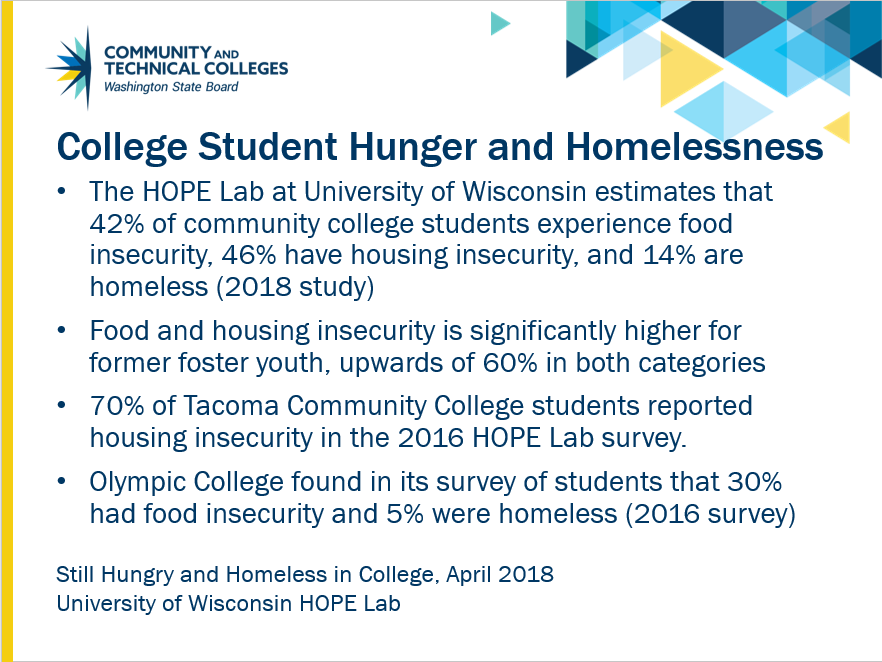 COMMUNITY AND
TECHNICAL COLLEGES
Washington State Board
College Student Hunger and Homelessness
• The HOPE Lab at University of Wisconsin estimates that
42% of community college students experience food
insecurity, 46% have housing insecurity, and 14% are
homeless (2018 study)
• Food and housing insecurity is significantly higher for
former foster youth, upwards of 60% in both categories
• 70% of Tacoma Community College students reported
housing insecurity in the 2016 HOPE Lab survey.
• Olympic College found in its survey of students that 30%
had food insecurity and 5% were homeless (2016 survey)
Still Hungry and Homeless in College, April 2018
University of Wisconsin HOPE Lab